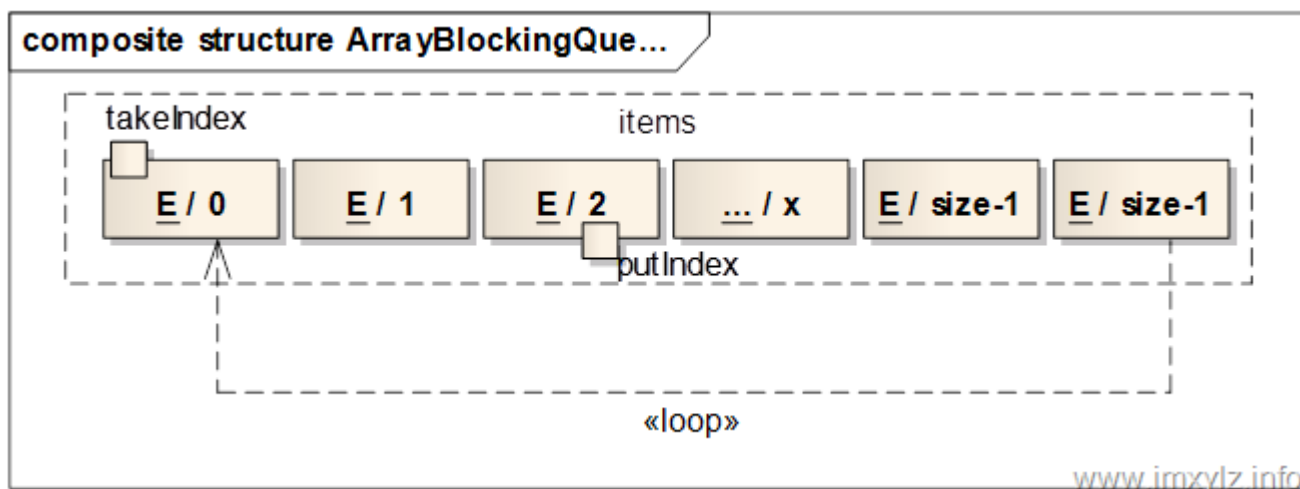 composite structure ArrayBlockingQue...
takeIndex
items
E / 0
E / 1
E / 2
... / x
E / size-1
E / size-1
putIndex
«loop»
www.imxylz.info